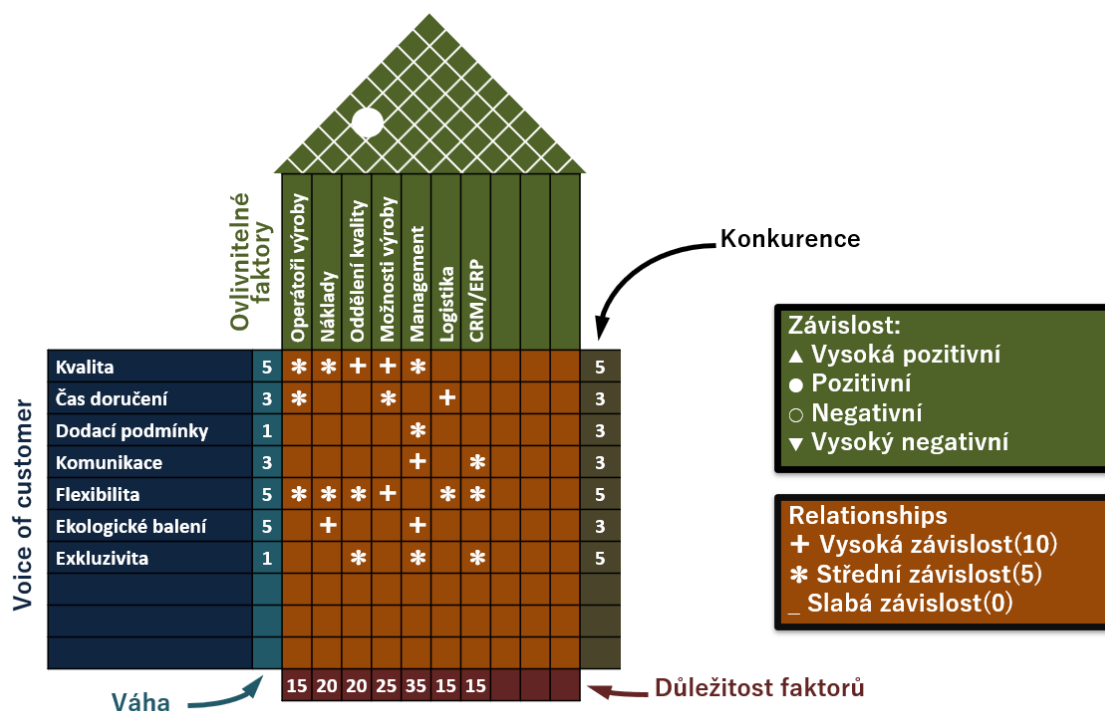 Ovlivnitelné
faktory
Operátoři výroby
Náklady
Oddělení kvality
Možnosti výroby
Management
Logistika
CRM/ERP
Konkurence
Voice of customer
Kvalita 5 * * + + * 5
Čas doručení 3 * * + 3
Dodací podmínky 1 * 3
Komunikace 3 + * 3
Flexibilita 5 * * * + * * 5
Ekologické balení 5 + + 3
Exkluzivita 1 * * * 5
15 20 20 25 35 15 15
Váha
Důležitost faktorů
Závislost:
▲ Vysoká pozitivní
● Pozitivní
○ Negativní
▼ Vysoký negativní
Relationships
+ Vysoká závislost(10)
* Střední závislost(5)
_ Slabá závislost(0)